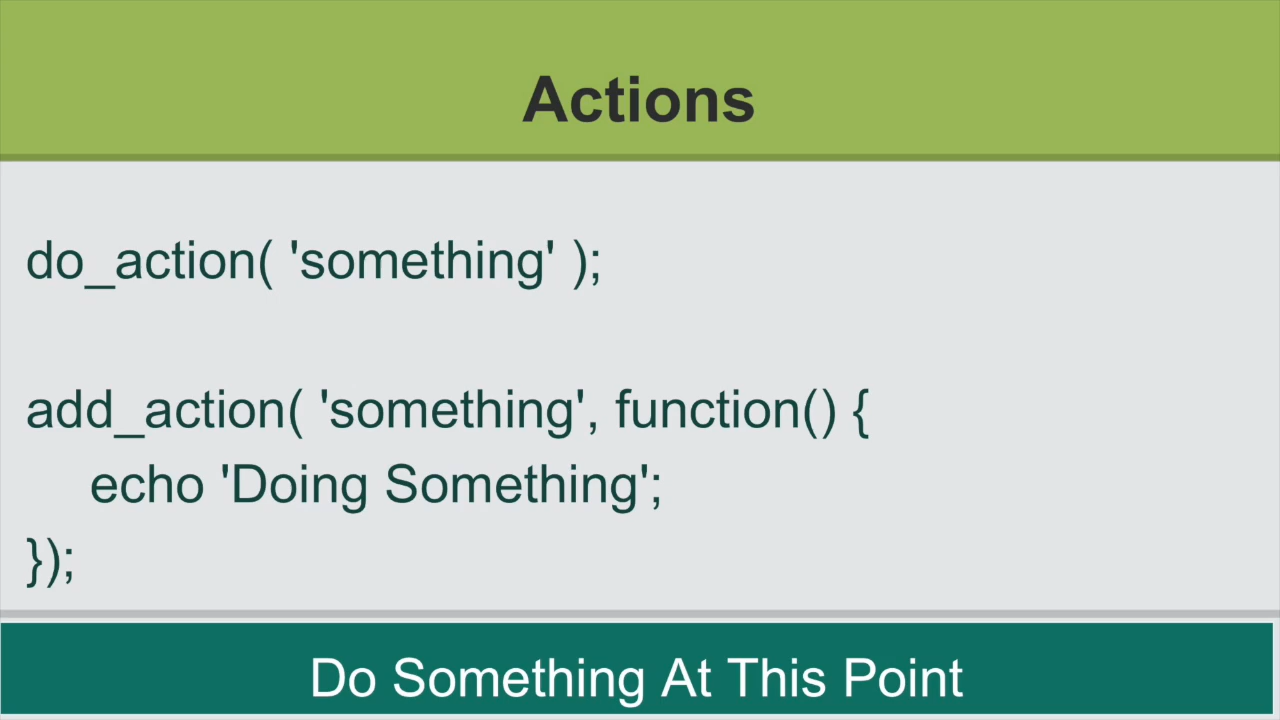 Actions
do_action( 'something' );
add_action( 'something', function() {
echo 'Doing Something';
});
Do Something At This Point